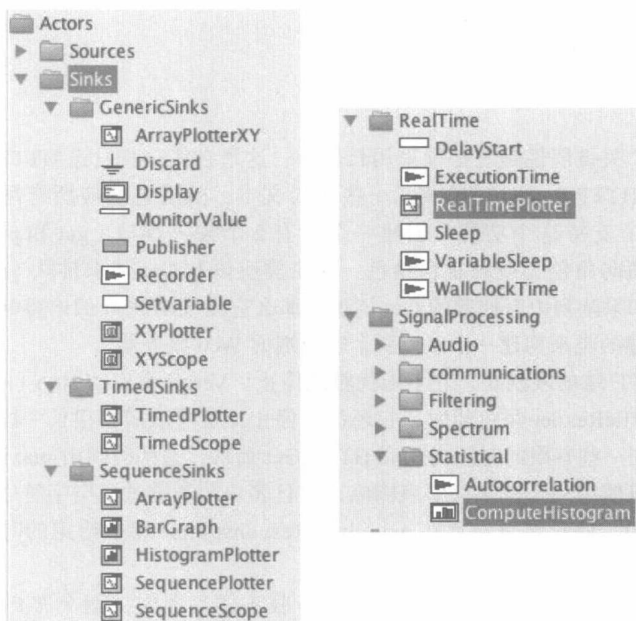 Actors
Sources
Sinks
GenericSinks
ArrayPlotterXY
Discard
Display
MonitorValue
Publisher
Recorder
SetVariable
XYPlotter
XYScope
TimedSinks
TimedPlotter
TimedScope
SequenceSinks
ArrayPlotter
BarGraph
HistogramPlotter
SequencePlotter
SequenceScope
RealTime
DelayStart
ExecutionTime
RealTimePlotter
Sleep
VariableSleep
WallClockTime
SignalProcessing
Audio
communications
Filtering
Spectrum
Statistical
Autocorrelation
ComputeHistogram